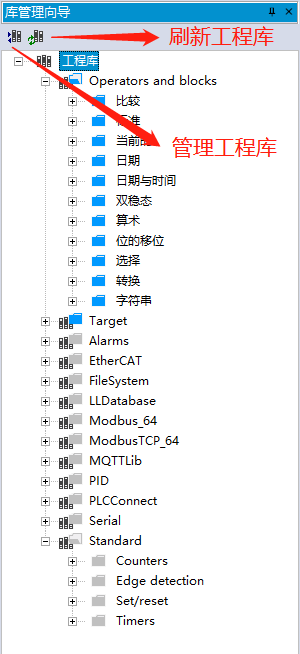 库管理向导
刷新工程库
工程库
Operators and blocks
比较
标准
当前的
日期
管理工程库
日期与时间
双稳态
算术
位的移位
选择
转换
字符串
Target
Alarms
EtherCAT
FileSystem
LLDatabase
Modbus_64
ModbusTCP_64
MQTTLib
PID
PLCConnect
Serial
Standard
Counters
Edge detection
Set/reset
Timers